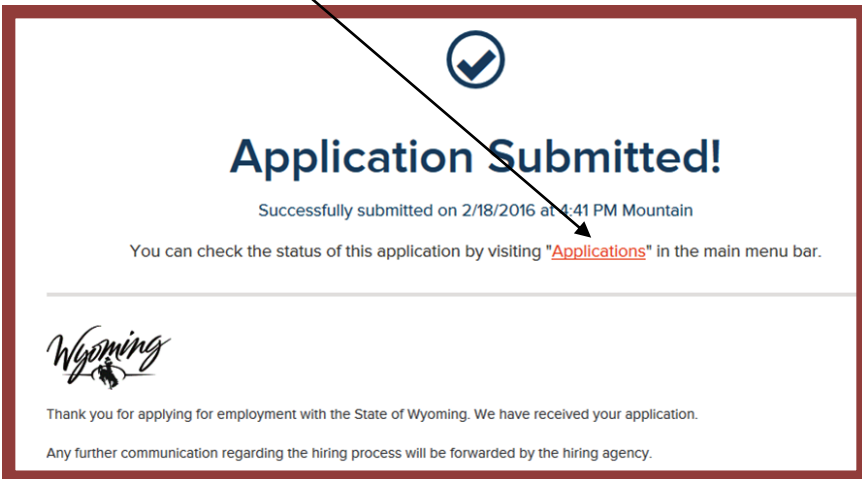 Application Submitted!
Successfully submitted on 2/18/2016 at 4:41 PM Mountain
You can check the status of this application by visiting "Applications" in the main menu bar.
Wyoming
Thank you for applying for employment with the State of Wyoming. We have received your application.
Any further communication regarding the hiring process will be forwarded by the hiring agency.